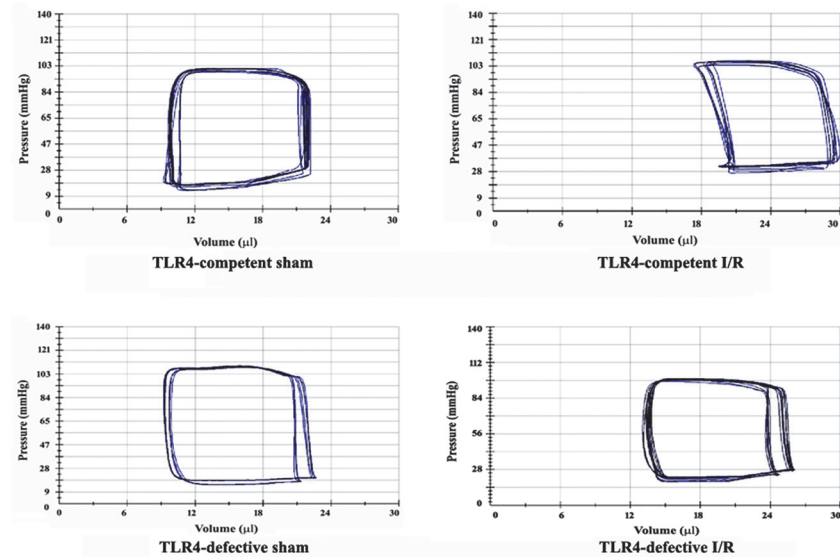 140
121
103
84
65
47
28
9
0
Pressure (mmHg)
0 6 12 18 24 30
Volume (µl)
TLR4-competent sham
140
121
103
84
65
47
28
9
0
Pressure (mmHg)
0 6 12 18 24 30
Volume (µl)
TLR4-competent I/R
140
121
103
84
65
47
28
9
0
Pressure (mmHg)
0 6 12 18 24 30
Volume (µl)
TLR4-defective sham
140
112
84
56
28
0
Pressure (mmHg)
0 6 12 18 24 30
Volume (µl)
TLR4-defective I/R